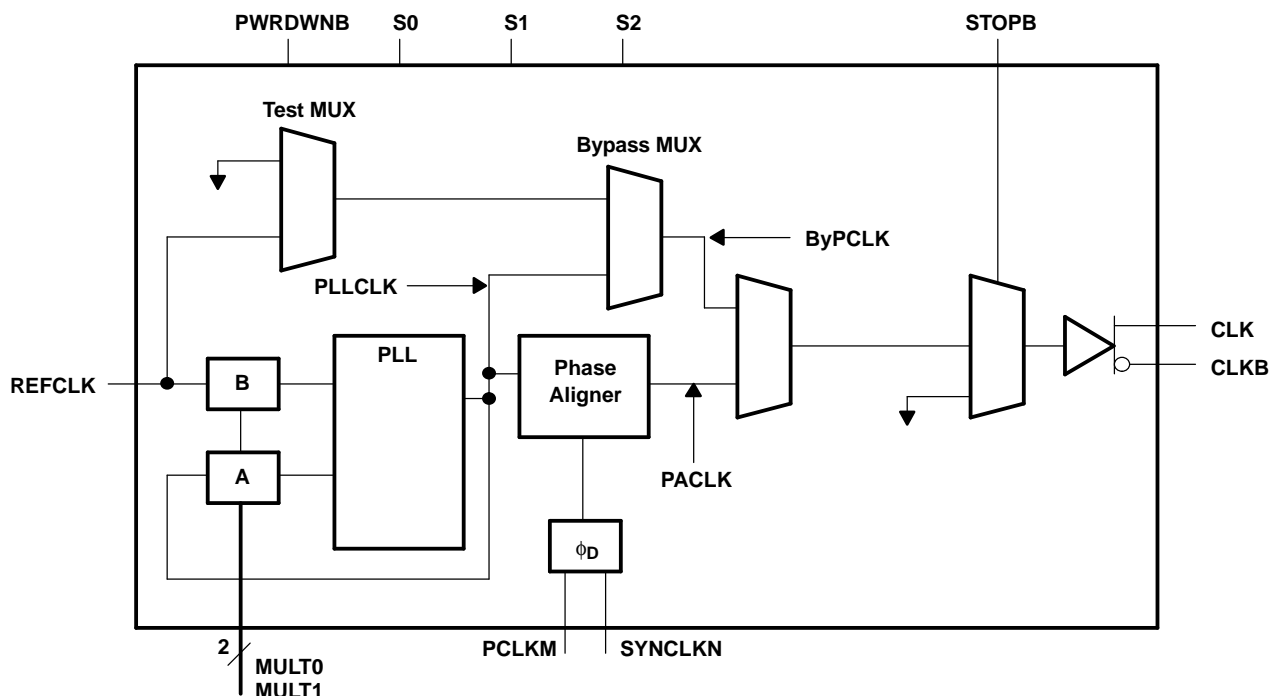 PWRDWNB S0 S1 S2 STOPB
Test MUX
Bypass MUX
ByPCLK
PLLCLK
PLL
Phase
Aligner
CLK
CLKB
REFCLK
B
A
PACLK
ϕD
2
MULT0
MULT1
PCLKM SYNCLKN